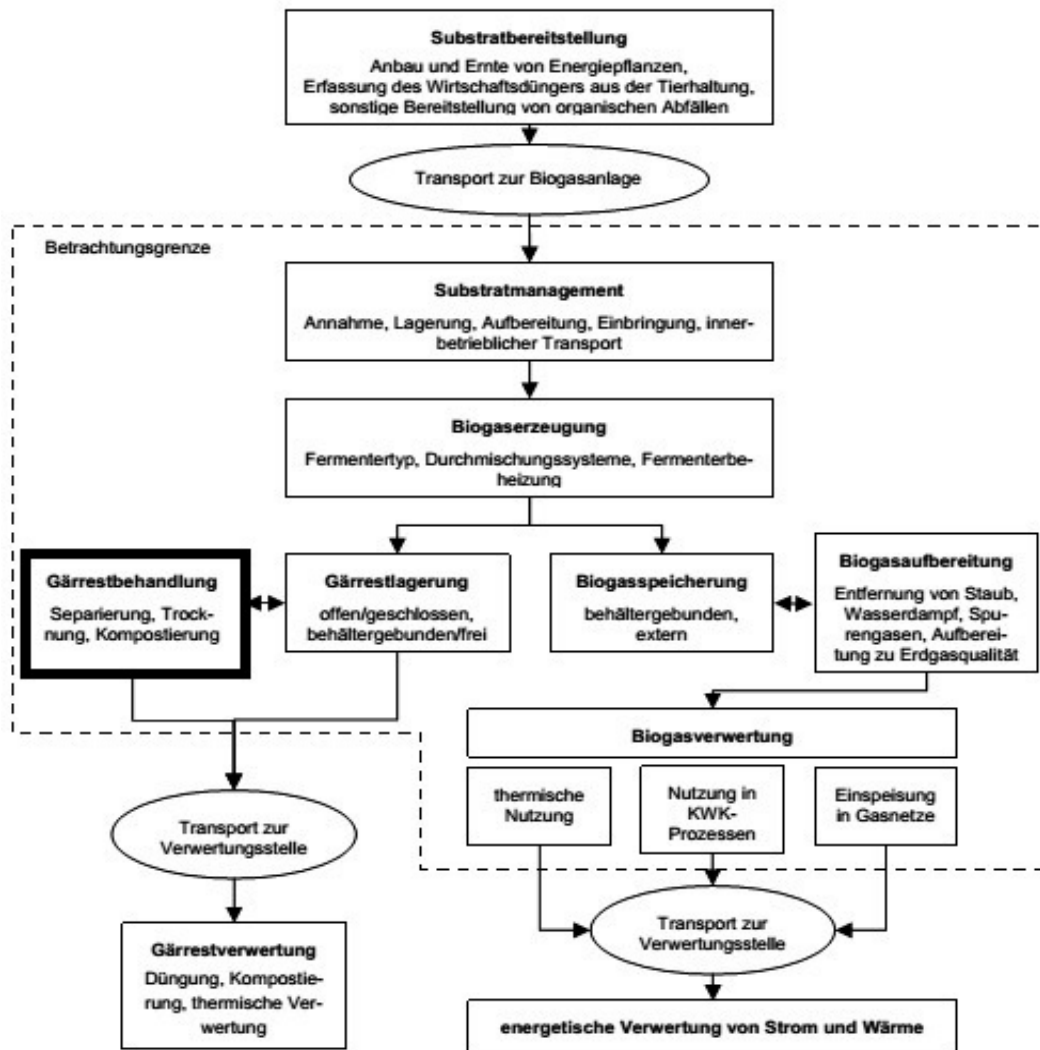 Substratbereitstellung
Anbau und Ernte von Energiepflanzen,
Erfassung des Wirtschaftsdüngers aus der Tierhaltung,
sonstige Bereitstellung von organischen Abfällen
Transport zur Biogasanlage
Betrachtungsgrenze
Substratmanagement
Annahme, Lagerung, Aufbereitung, Einbringung, inner-
betrieblicher Transport
Biogaserzeugung
Fermentertyp, Durchmischungssysteme, Fermenterbe-
heizung
Gärrestbehandlung
Separierung, Trock-
nung, Kompostierung
Gärrestlagerung
offen/geschlossen,
behältergebunden/frei
Biogasspeicherung
behältergebunden,
extern
Biogasaufbereitung
Entfernung von Staub,
Wasserdampf, Spu-
rengasen, Aufberei-
tung zu Erdgasqualität
Biogasverwertung
thermische
Nutzung
Nutzung in
KWK-
Prozessen
Einspeisung
in Gasnetze
Transport zur
Verwertungsstelle
Transport zur
Verwertungsstelle
Gärrestverwertung
Düngung, Kompostie-
rung, thermische Ver-
wertung
energetische Verwertung von Strom und Wärme